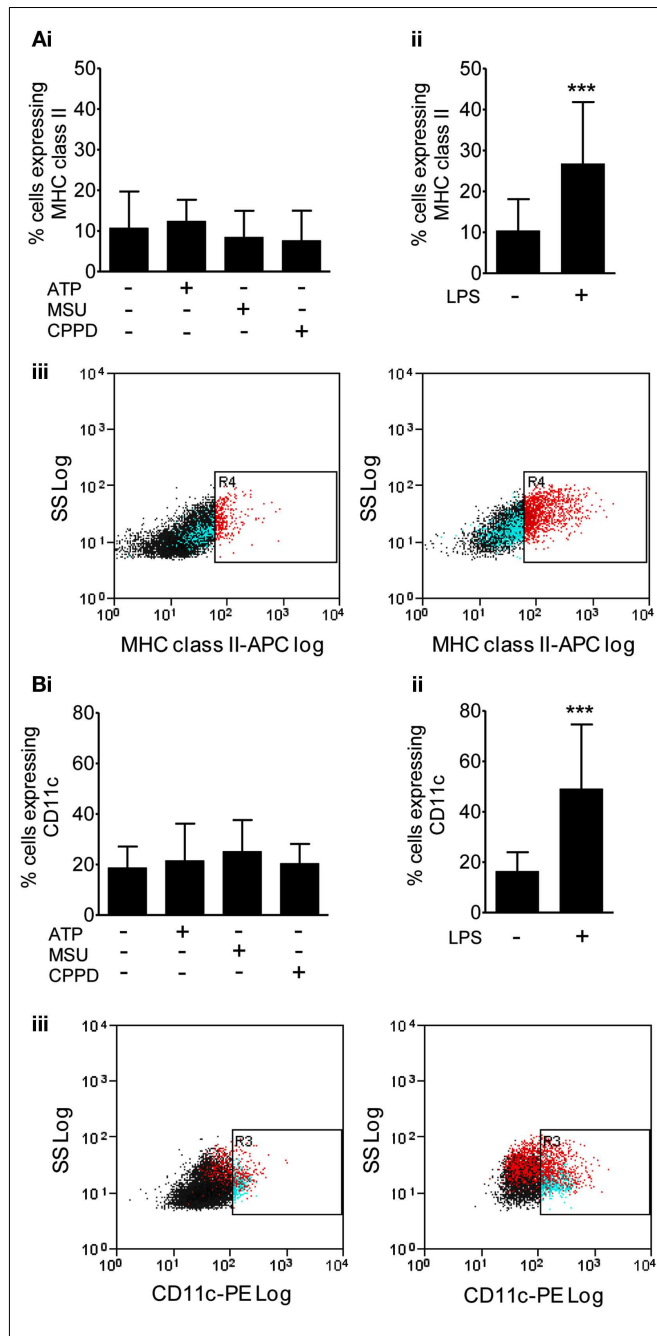 Ai
ii
% cells expressing
MHC class II
50
40
30
20
10
0
ATP - + - -
MSU - - + -
CPPD - - - +
% cells expressing
MHC class II
50
40
30
20
10
0
***
LPS - +
iii
SS Log
10⁴
10³
10²
10¹
10⁰
R4
10⁰ 10¹ 10² 10³ 10⁴
MHC class II-APC log
SS Log
10⁴
10³
10²
10¹
10⁰
R4
10⁰ 10¹ 10² 10³ 10⁴
MHC class II-APC log
Bi
ii
% cells expressing
CD11c
80
60
40
20
0
ATP - + - -
MSU - - + -
CPPD - - - +
% cells expressing
CD11c
80
60
40
20
0
***
LPS - +
iii
SS Log
10⁴
10³
10²
10¹
10⁰
R3
10⁰ 10¹ 10² 10³ 10⁴
CD11c-PE Log
SS Log
10⁴
10³
10²
10¹
10⁰
R3
10⁰ 10¹ 10² 10³ 10⁴
CD11c-PE Log